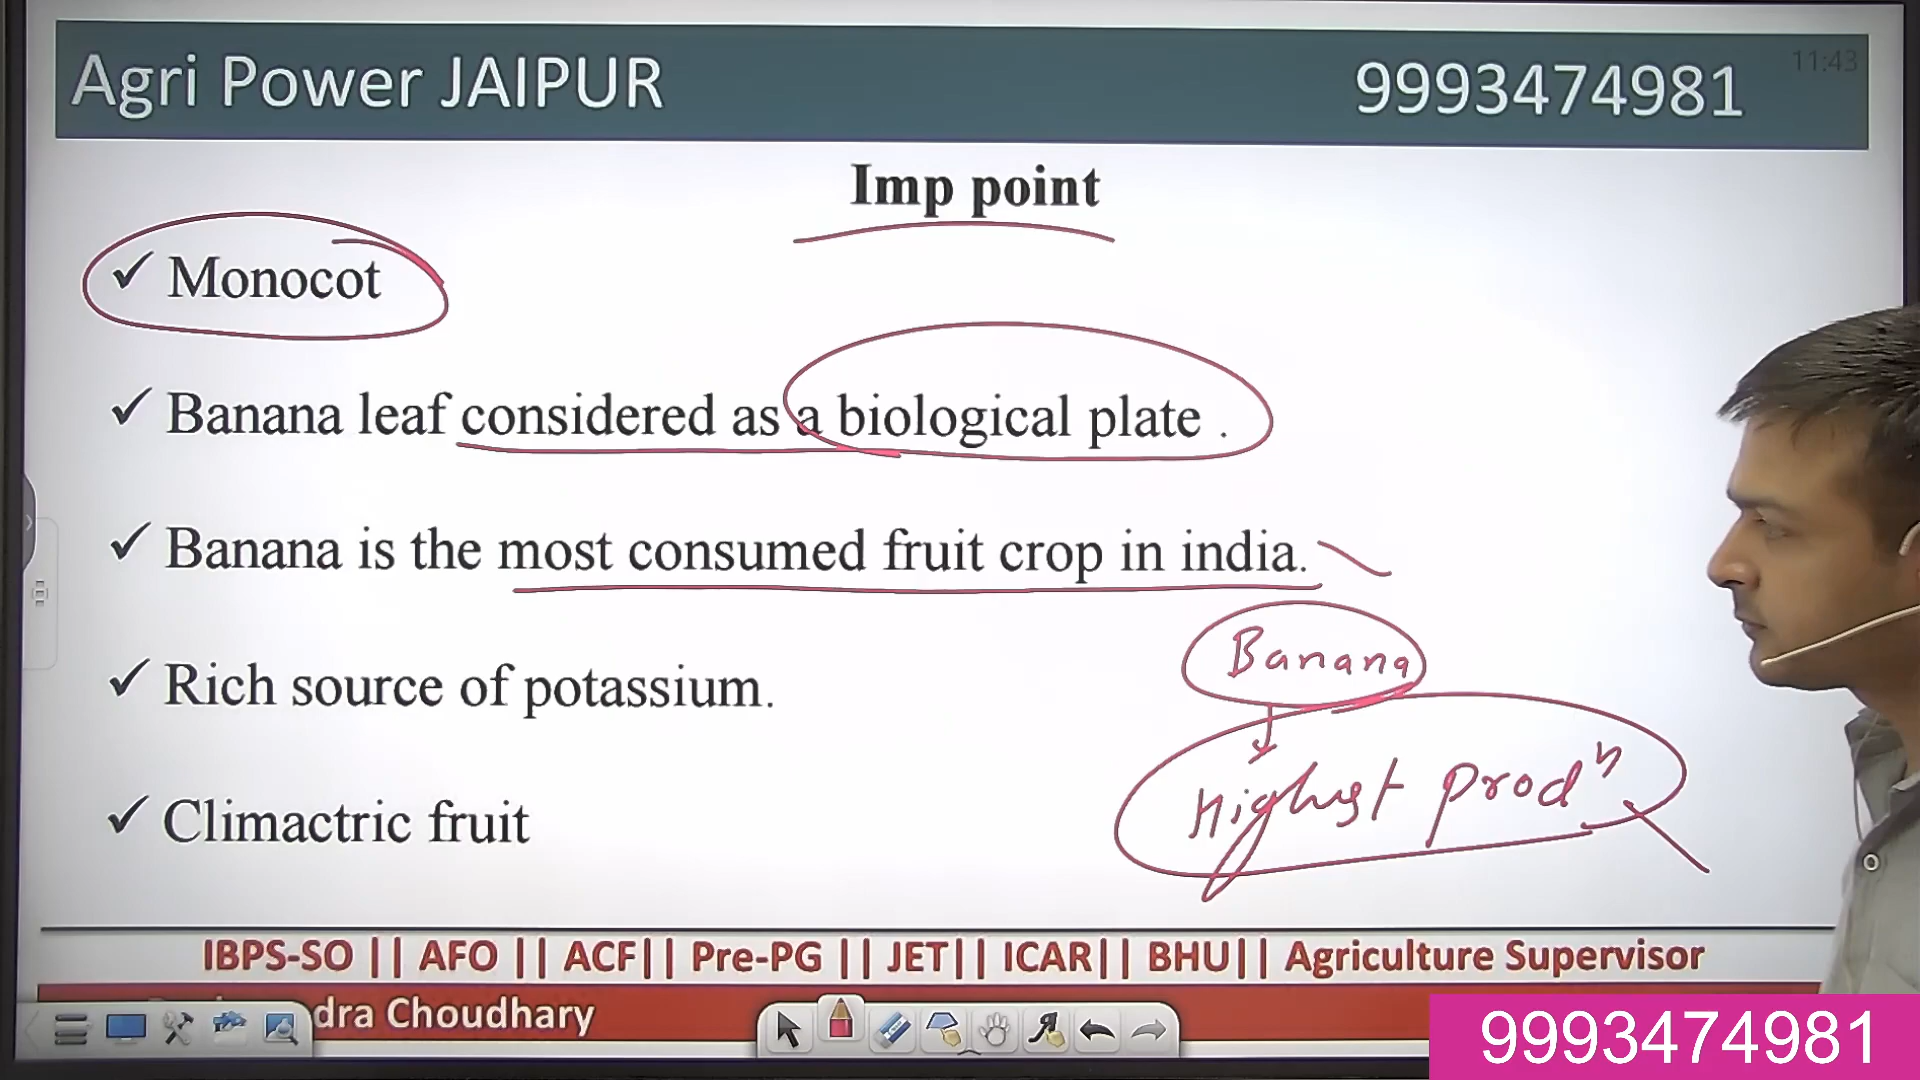 Agri Power JAIPUR 9993474981 11:43
Imp point
✓ Monocot
✓ Banana leaf considered as a biological plate .
✓ Banana is the most consumed fruit crop in india.
✓ Rich source of potassium.
Banana
Highest prodⁿ
✓ Climactric fruit
IBPS-SO || AFO || ACF|| Pre-PG || JET|| ICAR|| BHU|| Agriculture Supervisor
dra Choudhary
9993474981